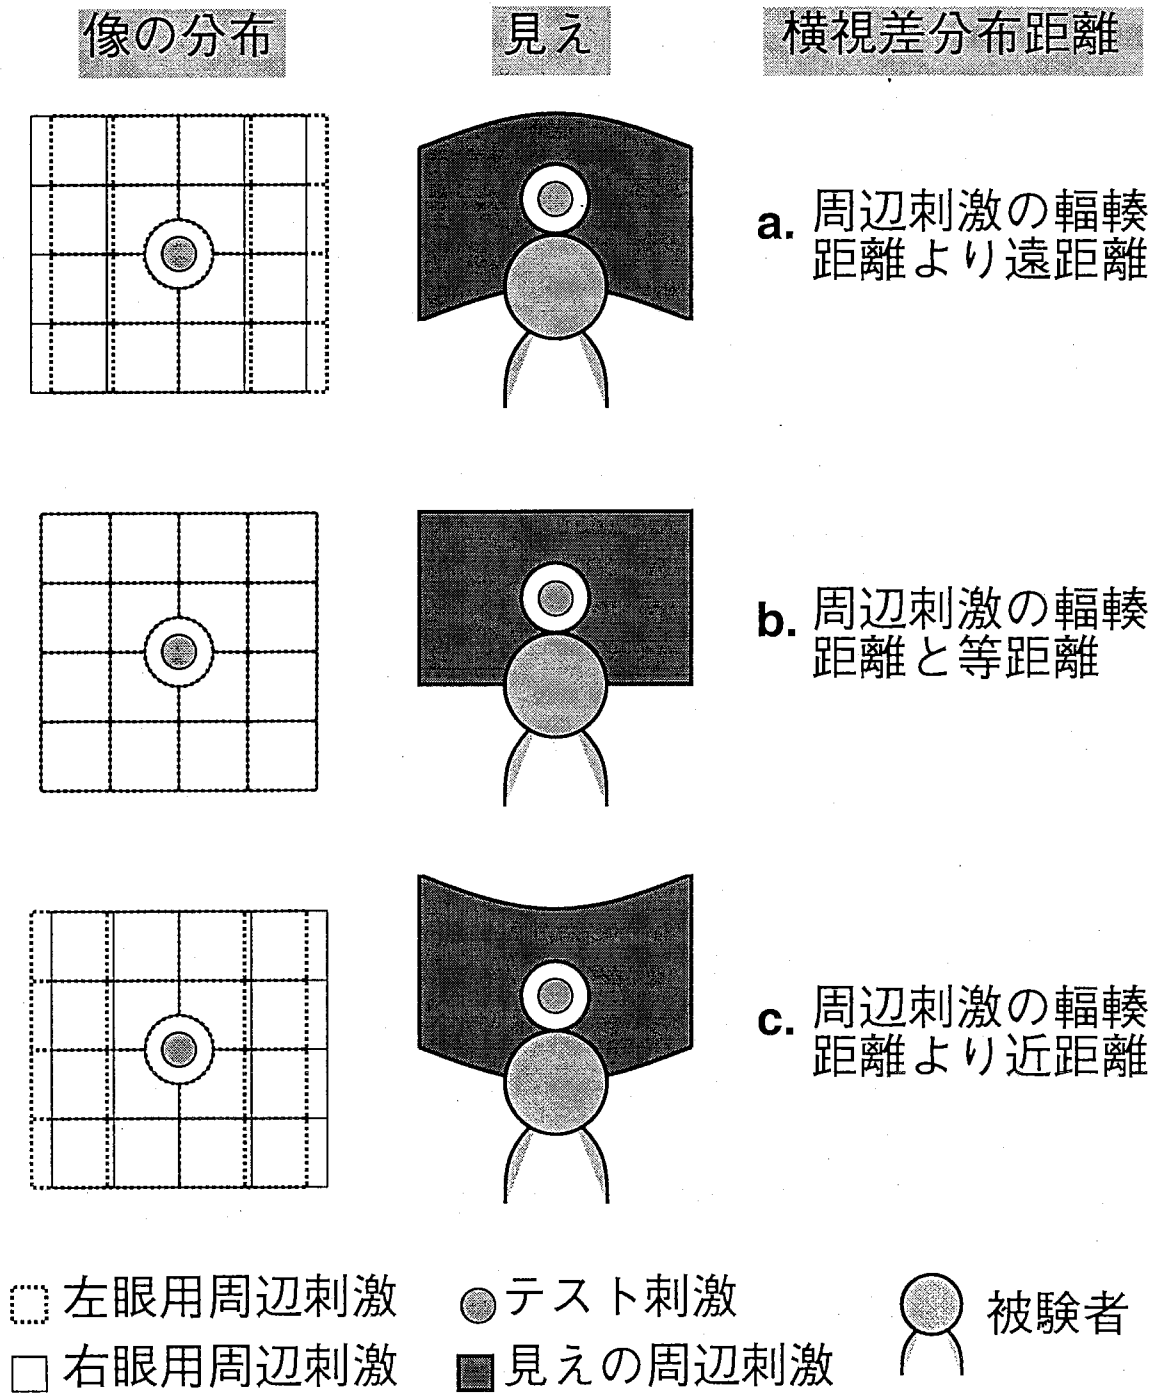 像の分布
見え
横視差分布距離
a. 周辺刺激の輻輳
距離より遠距離
b. 周辺刺激の輻輳
距離と等距離
c. 周辺刺激の輻輳
距離より近距離
左眼用周辺刺激
テスト刺激
被験者
右眼用周辺刺激
見えの周辺刺激